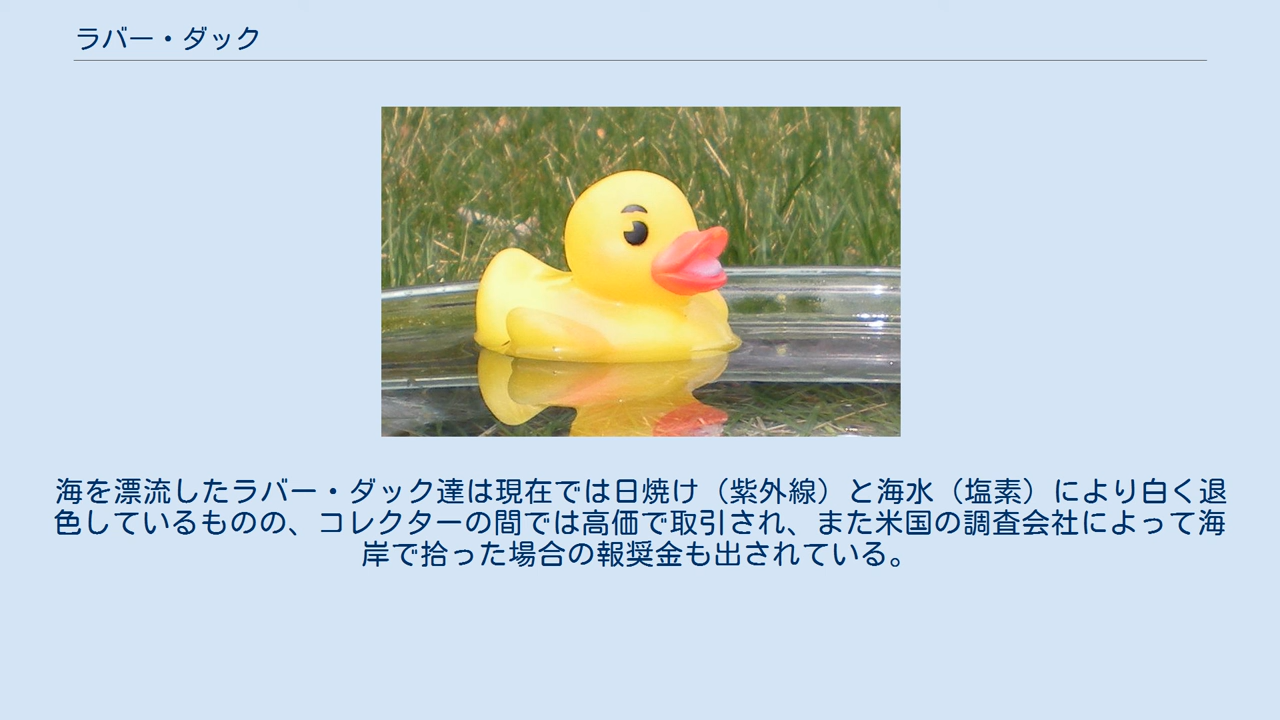 ラバー・ダック
海を漂流したラバー・ダック達は現在では日焼け（紫外線）と海水（塩素）により白く退
色しているものの、コレクターの間では高価で取引され、また米国の調査会社によって海
岸で拾った場合の報奨金も出されている。